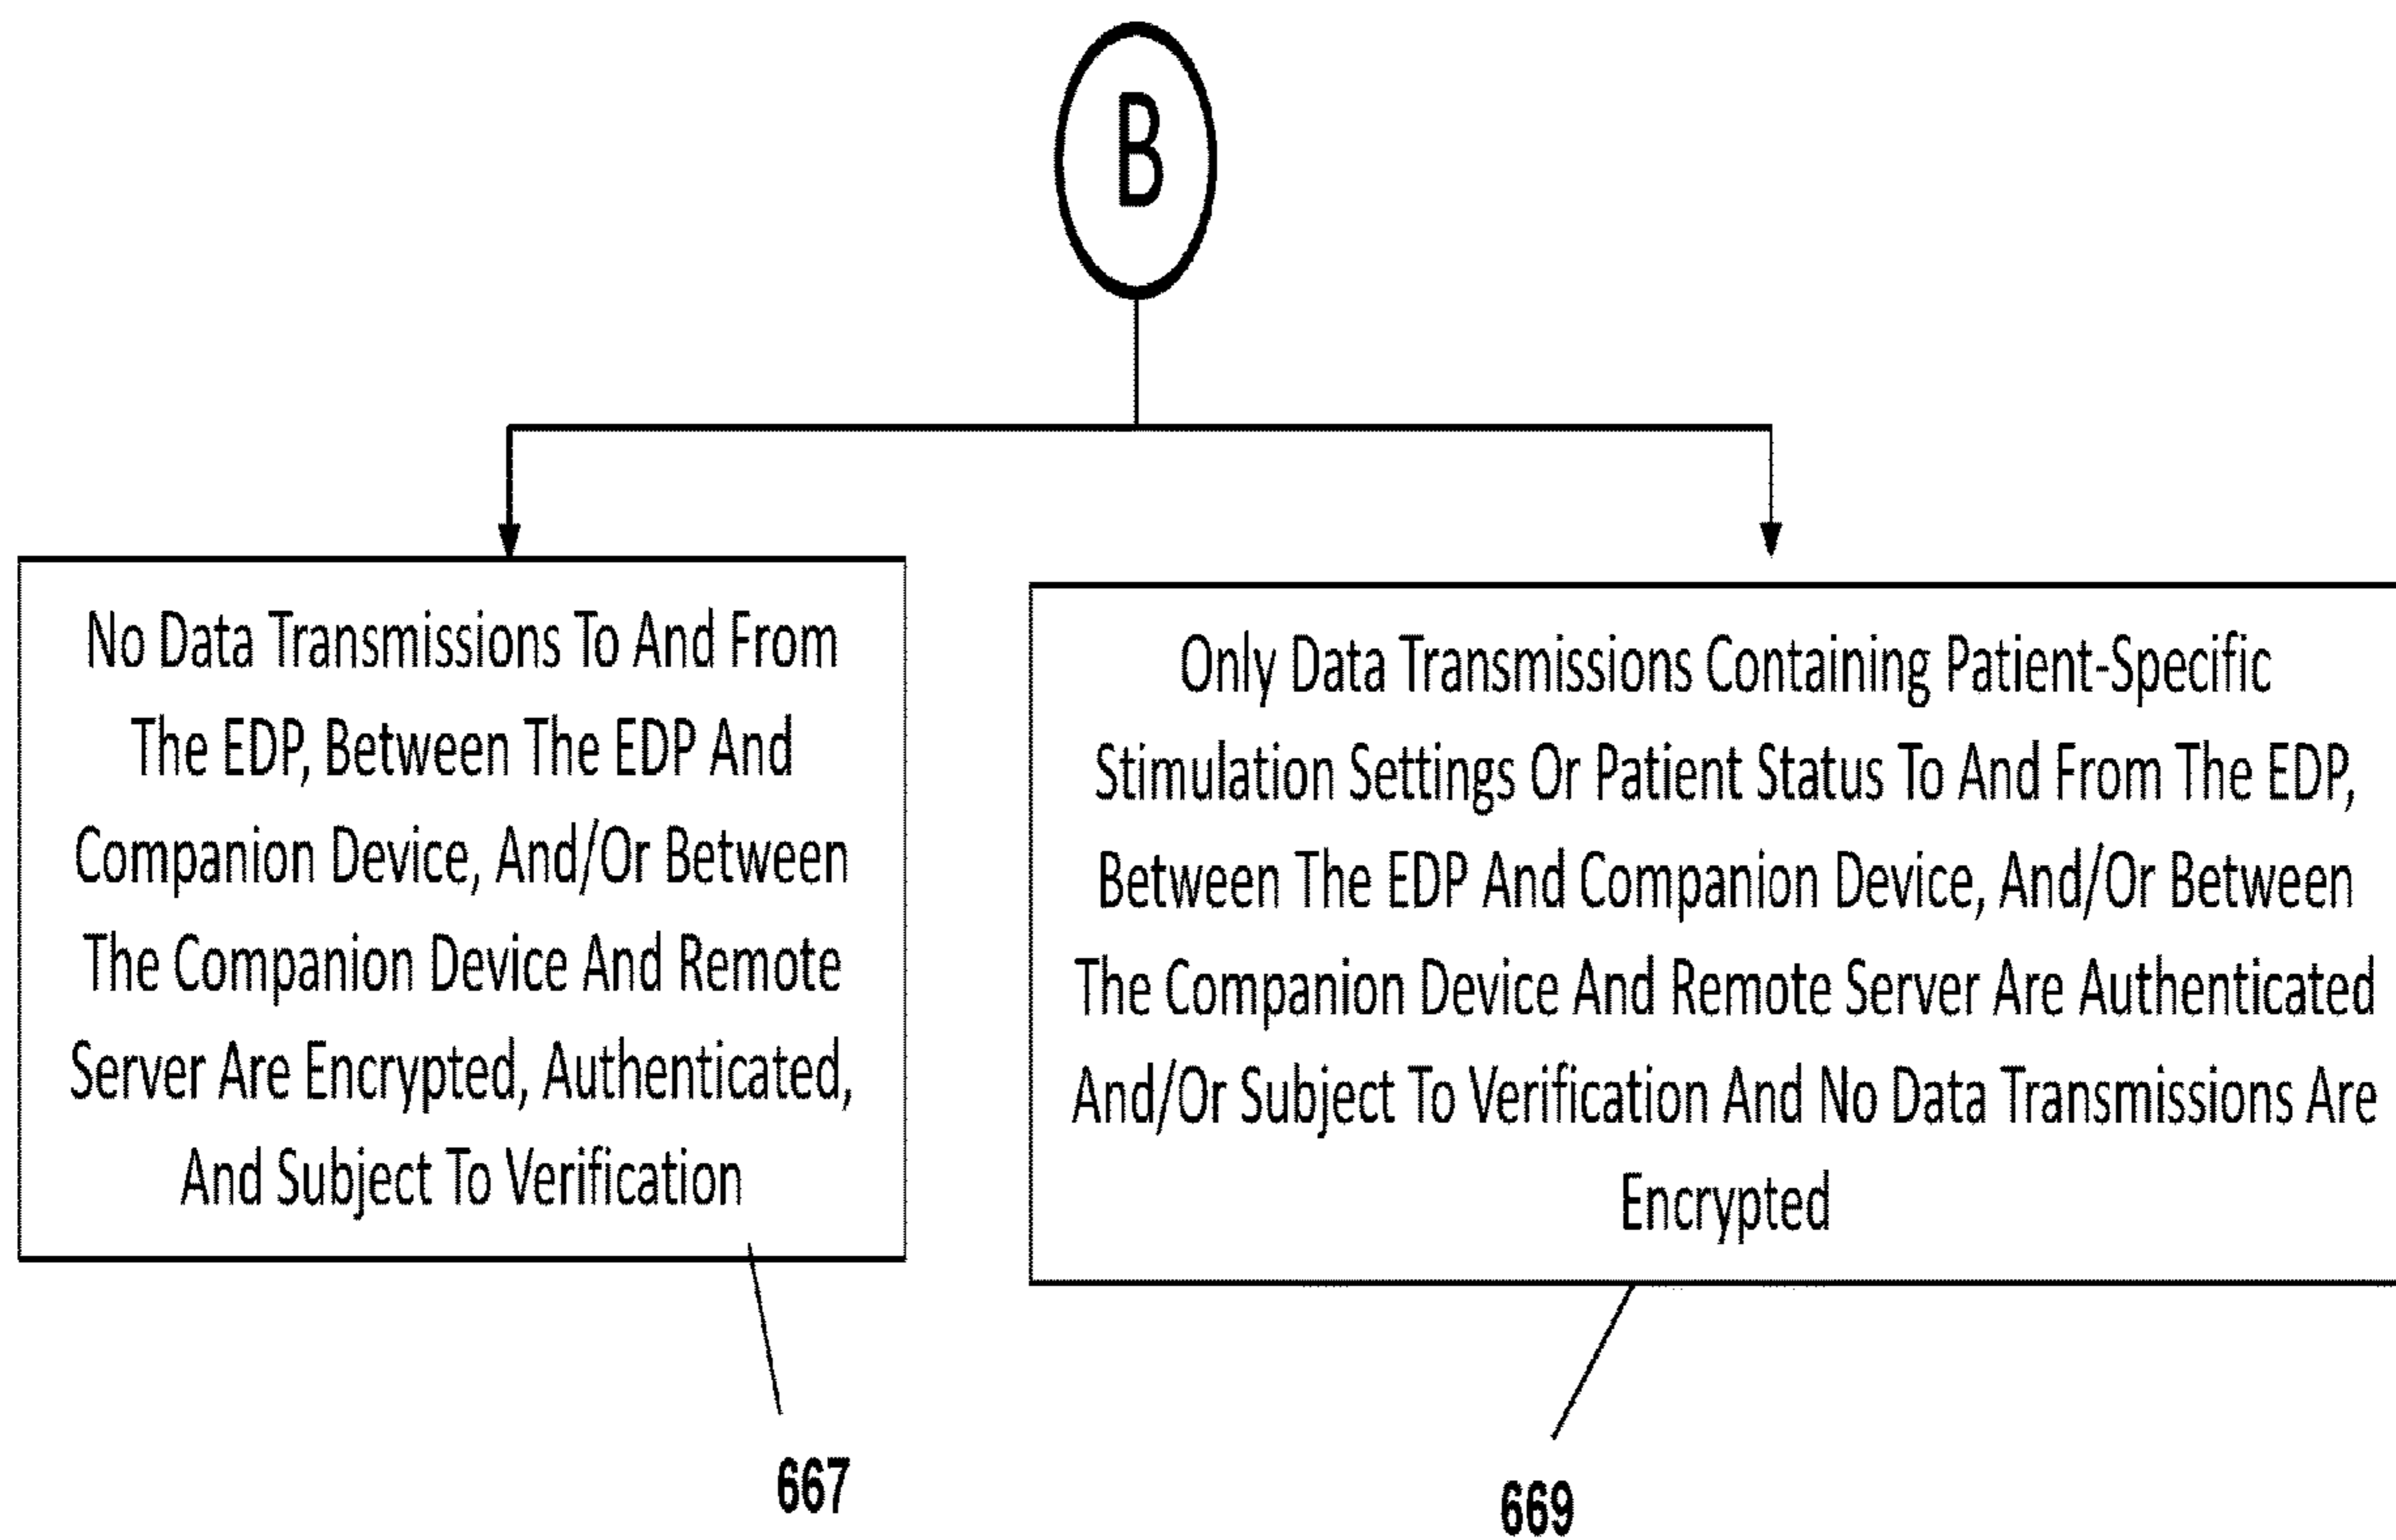 B
No Data Transmissions To And From
The EDP, Between The EDP And
Companion Device, And/Or Between
The Companion Device And Remote
Server Are Encrypted, Authenticated,
And Subject To Verification
667
Only Data Transmissions Containing Patient-Specific
Stimulation Settings Or Patient Status To And From The EDP,
Between The EDP And Companion Device, And/Or Between
The Companion Device And Remote Server Are Authenticated
And/Or Subject To Verification And No Data Transmissions Are
Encrypted
669